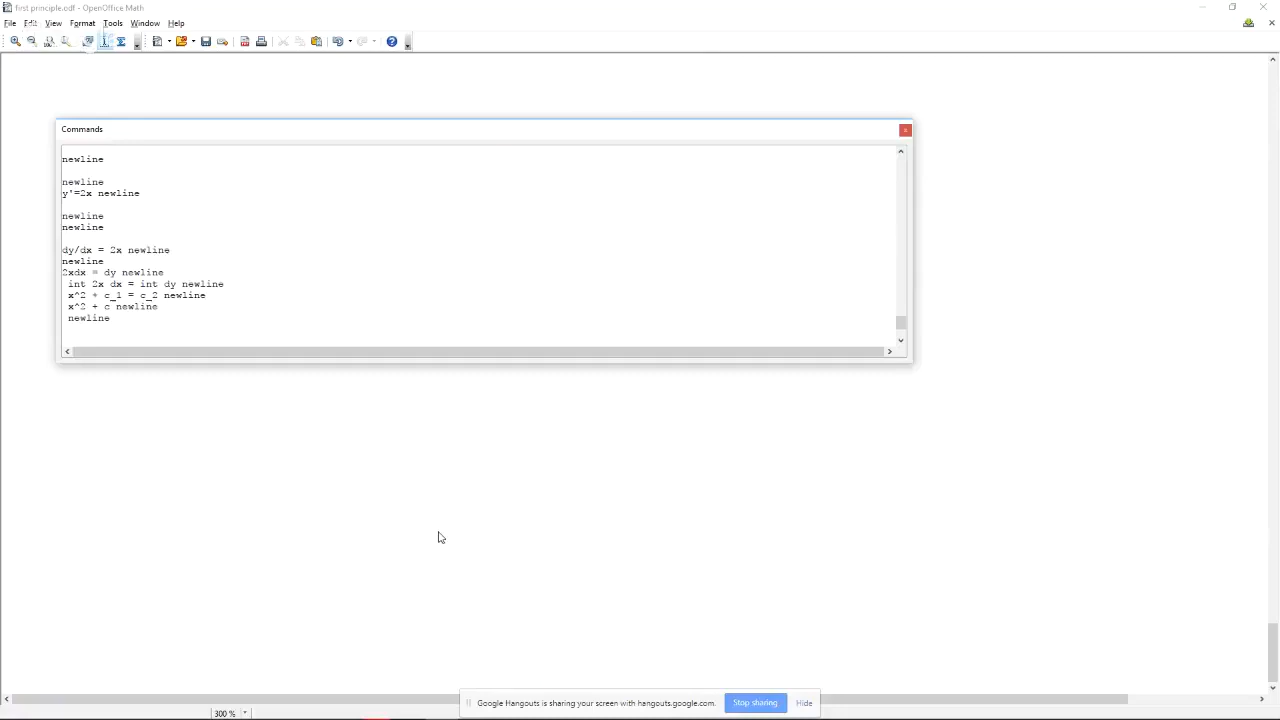 first principle.odf - OpenOffice Math
File Edit View Format Tools Window Help
Commands
newline
newline
y'=2x newline
newline
newline
dy/dx = 2x newline
newline
2xdx = dy newline
int 2x dx = int dy newline
x^2 + c_1 = c_2 newline
x^2 + c newline
newline
Google Hangouts is sharing your screen with hangouts.google.com. Stop sharing Hide
300 %